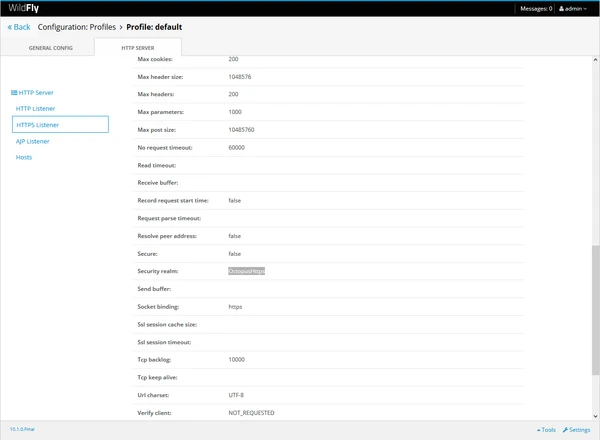 WildFly
Messages: 0
admin
« Back
Configuration: Profiles > Profile: default
GENERAL CONFIG
HTTP SERVER
HTTP Server
HTTP Listener
HTTPS Listener
AJP Listener
Hosts
Max cookies: 200
Max header size: 1048576
Max headers: 200
Max parameters: 1000
Max post size: 10485760
No request timeout: 60000
Read timeout:
Receive buffer:
Record request start time: false
Request parse timeout:
Resolve peer address: false
Secure: false
Security realm: OctopusHttps
Send buffer:
Socket binding: https
Ssl session cache size:
Ssl session timeout:
Tcp backlog: 10000
Tcp keep alive:
Url charset: UTF-8
Verify client: NOT_REQUESTED
10.1.0.Final
Tools
Settings